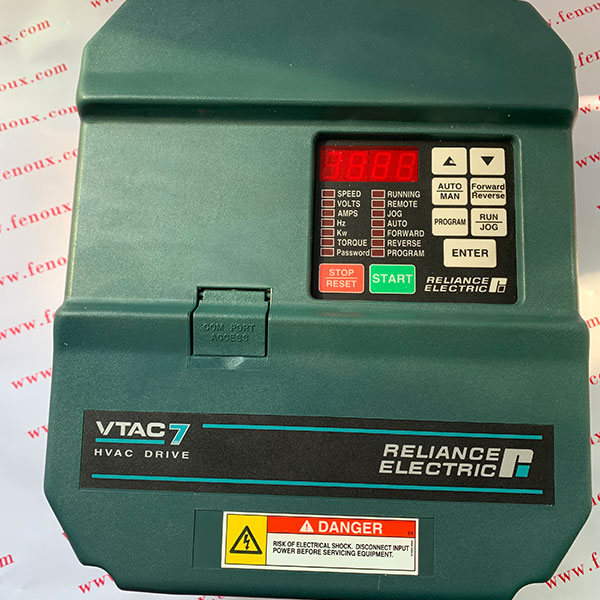 www.fenoux.com
SPEED RUNNING
VOLTS REMOTE
AMPS JOG
Hz AUTO
Kw FORWARD
TORQUE REVERSE
Password PROGRAM
AUTO
MAN
Forward
Reverse
PROGRAM
RUN
JOG
ENTER
STOP
RESET
START
RELIANCE
ELECTRIC
COM PORT
ACCESS
VTAC 7
HVAC DRIVE
RELIANCE
ELECTRIC
DANGER
RISK OF ELECTRICAL SHOCK. DISCONNECT INPUT
POWER BEFORE SERVICING EQUIPMENT.